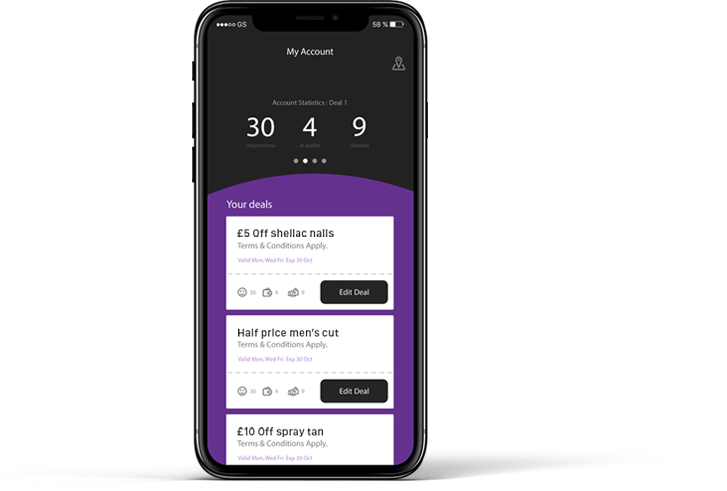 GS
58 %
My Account
Account Statistics : Deal 1
30 4 9
impressions in wallet claimed
Your deals
£5 Off shellac nails
Terms & Conditions Apply.
Valid Mon, Wed Fri Exp 30 Oct
30 4 9 Edit Deal
Half price men's cut
Terms & Conditions Apply.
Valid Mon, Wed Fri Exp 30 Oct
30 4 9 Edit Deal
£10 Off spray tan
Terms & Conditions Apply.
Valid Mon, Wed Fri Exp 30 Oct